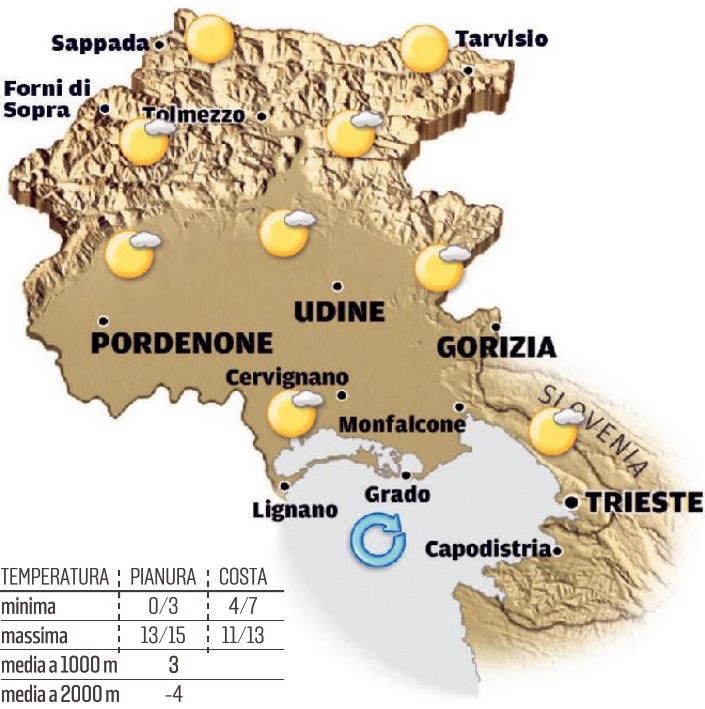 Sappada
Tarvisio
Forni di
Sopra
Tolmezzo
UDINE
PORDENONE
GORIZIA
Cervignano
SLOVENIA
Monfalcone
Grado
TRIESTE
Lignano
Capodistria
TEMPERATURA PIANURA COSTA
minima 0/3 4/7
massima 13/15 11/13
media a 1000 m 3
media a 2000 m -4